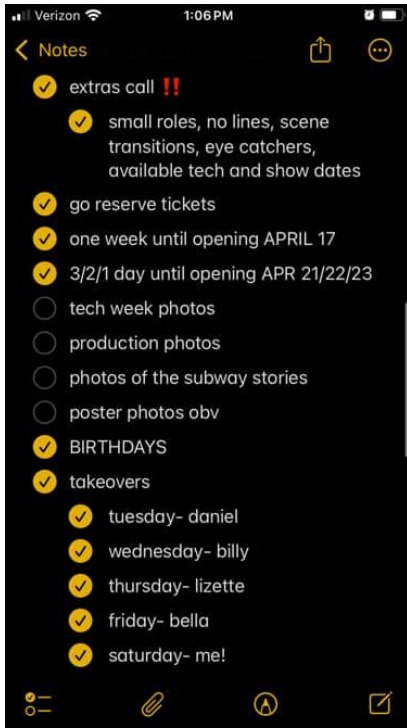 Verizon 1:06 PM
Notes
extras call ‼️
small roles, no lines, scene
transitions, eye catchers,
available tech and show dates
go reserve tickets
one week until opening APRIL 17
3/2/1 day until opening APR 21/22/23
tech week photos
production photos
photos of the subway stories
poster photos obv
BIRTHDAYS
takeovers
tuesday- daniel
wednesday- billy
thursday- lizette
friday- bella
saturday- me!